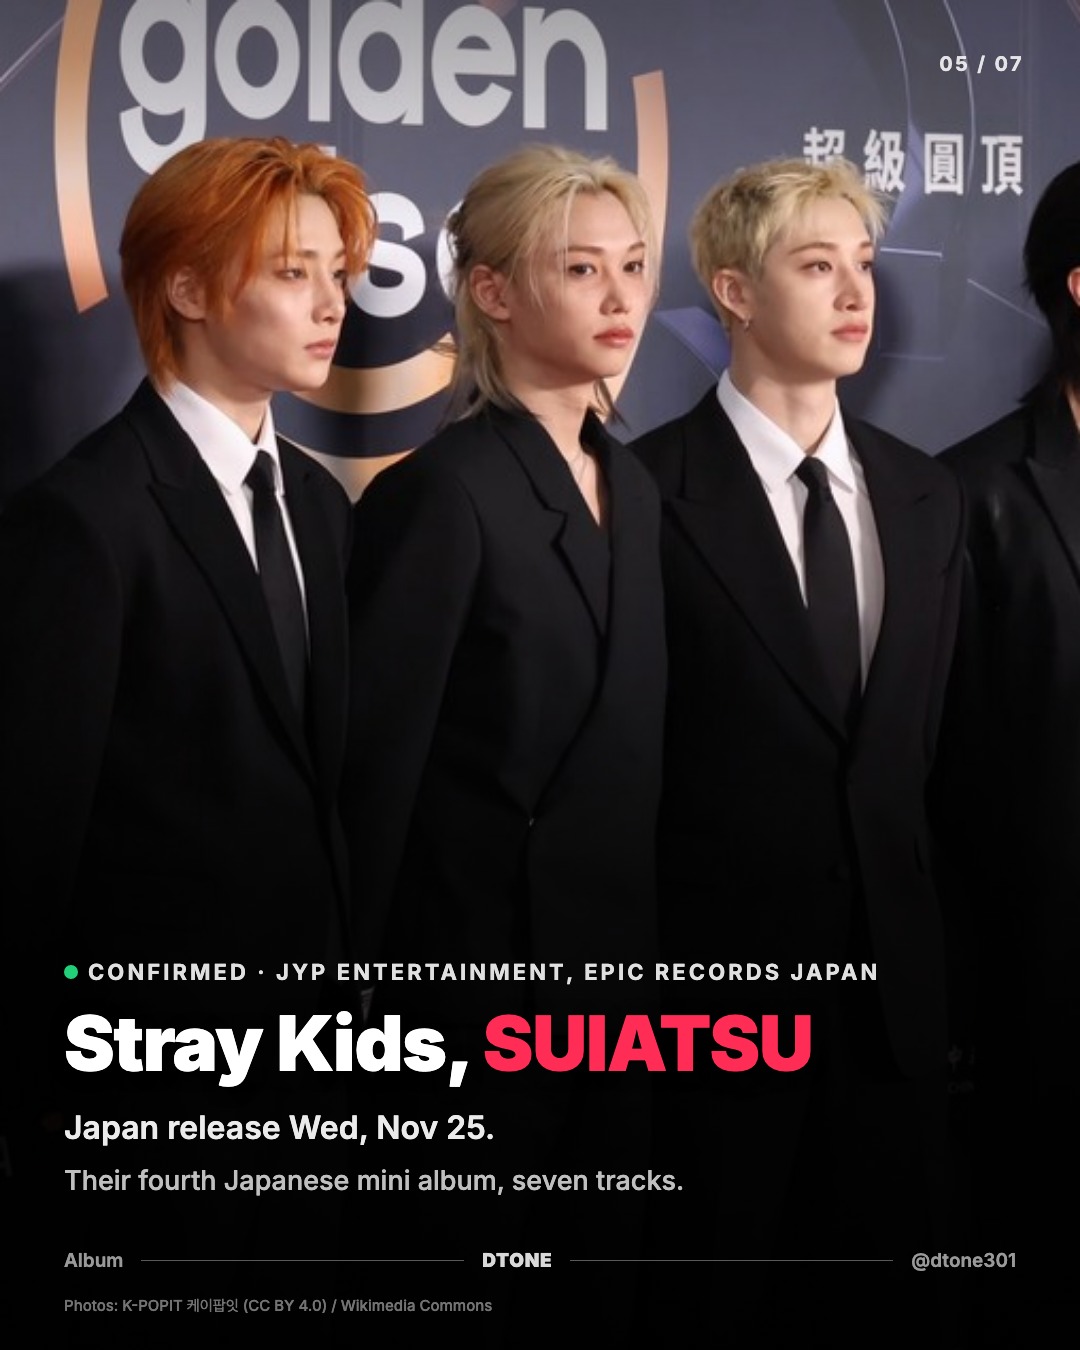 golden
05 / 07
超級圓頂
CONFIRMED · JYP ENTERTAINMENT, EPIC RECORDS JAPAN
Stray Kids, SUIATSU
Japan release Wed, Nov 25.
Their fourth Japanese mini album, seven tracks.
Album DTONE @dtone301
Photos: K-POPIT 케이팝잇 (CC BY 4.0) / Wikimedia Commons